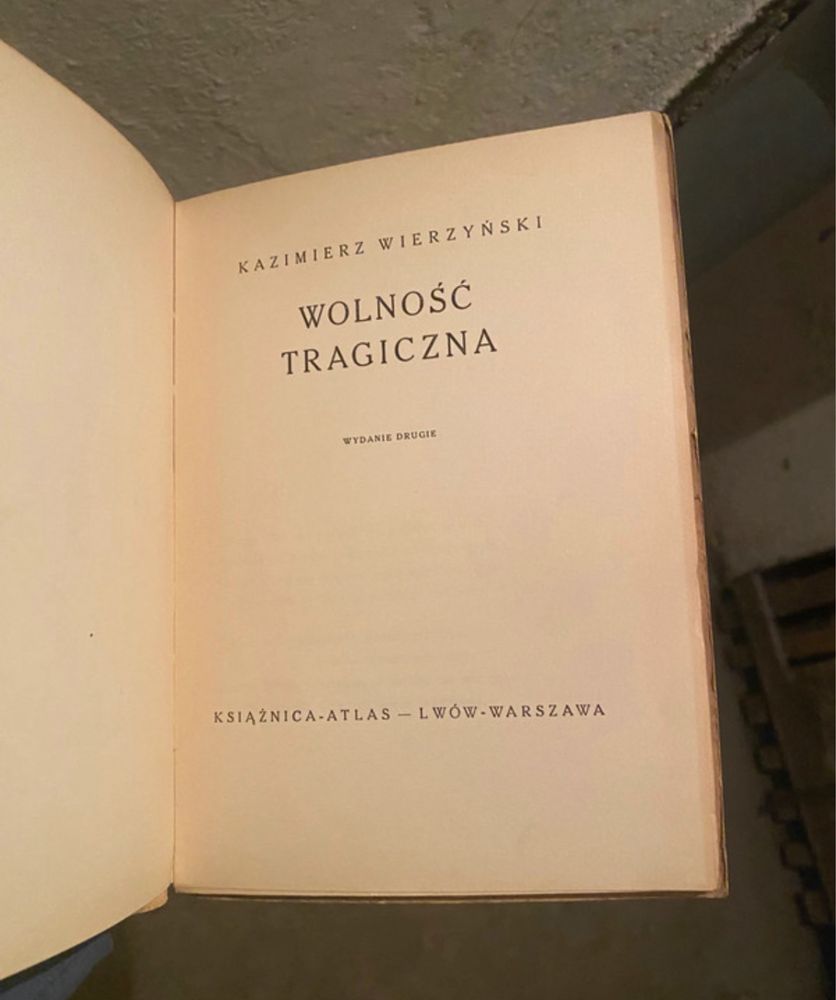 KAZIMIERZ WIERZYŃSKI
WOLNOŚĆ
TRAGICZNA
WYDANIE DRUGIE
KSIĄŻNICA-ATLAS — LWÓW-WARSZAWA